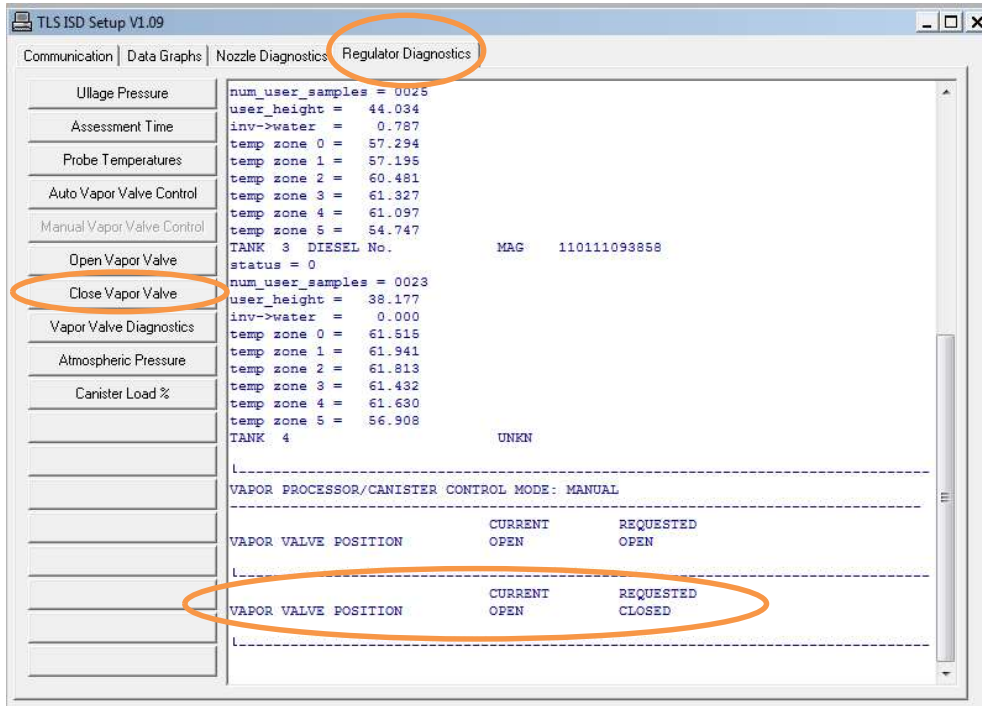 TLS ISD Setup V1.09
Communication Data Graphs Nozzle Diagnostics Regulator Diagnostics
Ullage Pressure
Assessment Time
Probe Temperatures
Auto Vapor Valve Control
Manual Vapor Valve Control
Open Vapor Valve
Close Vapor Valve
Vapor Valve Diagnostics
Atmospheric Pressure
Canister Load %
num_user_samples = 0025
user_height = 44.034
inv->water = 0.787
temp zone 0 = 57.294
temp zone 1 = 57.195
temp zone 2 = 60.481
temp zone 3 = 61.327
temp zone 4 = 61.097
temp zone 5 = 54.747
TANK 3 DIESEL No. MAG 110111093858
status = 0
num_user_samples = 0023
user_height = 38.177
inv->water = 0.000
temp zone 0 = 61.515
temp zone 1 = 61.941
temp zone 2 = 61.813
temp zone 3 = 61.432
temp zone 4 = 61.630
temp zone 5 = 56.908
TANK 4 UNKN
VAPOR PROCESSOR/CANISTER CONTROL MODE: MANUAL
CURRENT REQUESTED
VAPOR VALVE POSITION OPEN OPEN
CURRENT REQUESTED
VAPOR VALVE POSITION OPEN CLOSED